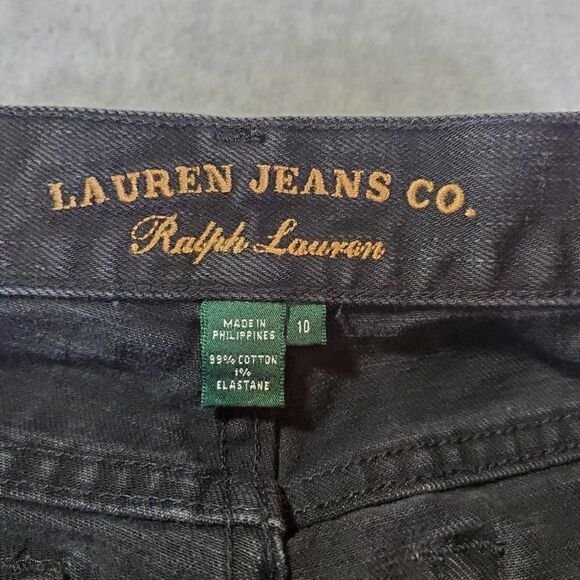 LAUREN JEANS CO.
Ralph Lauren
MADE IN
PHILIPPINES
10
99% COTTON
1%
ELASTANE